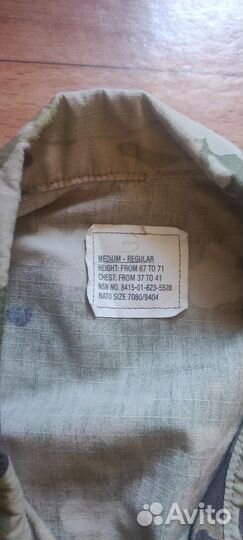 MEDIUM - REGULAR
HEIGHT: FROM 67 TO 71
CHEST: FROM 37 TO 41
NSN NO. 8415-01-623-5528
NATO SIZE 7080/9404
Avito